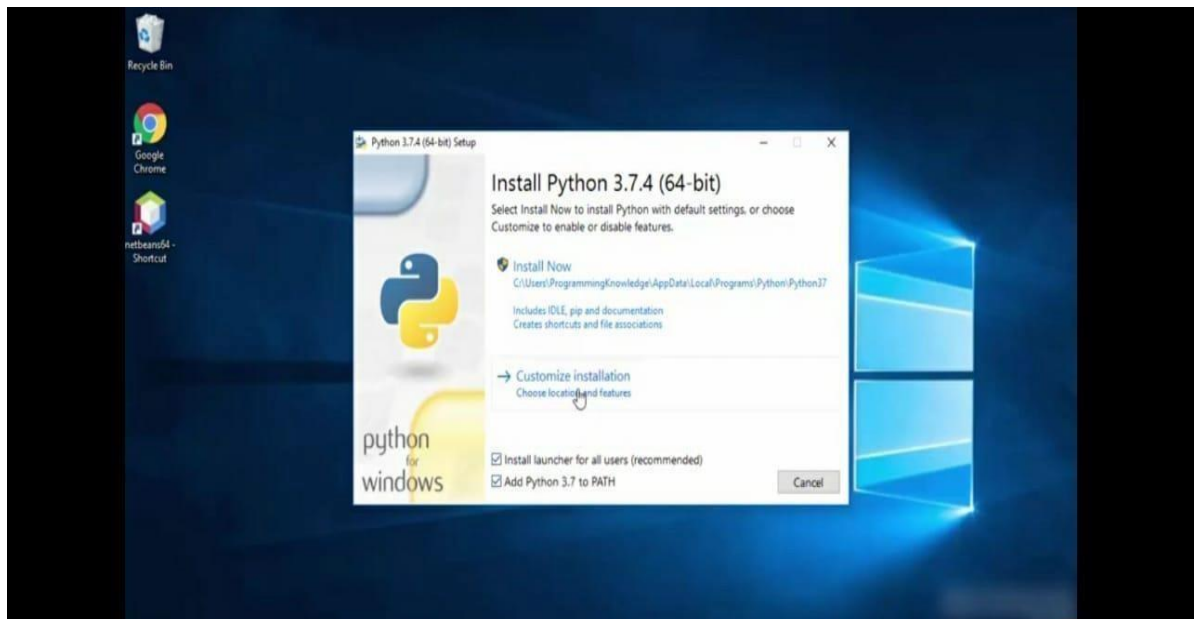 Recycle Bin
Google
Chrome
netbeans64 -
Shortcut
Python 3.7.4 (64-bit) Setup
Install Python 3.7.4 (64-bit)
Select Install Now to install Python with default settings, or choose
Customize to enable or disable features.
Install Now
C:\Users\ProgrammingKnowledge\AppData\Local\Programs\Python\Python37
Includes IDLE, pip and documentation
Creates shortcuts and file associations
→ Customize installation
Choose location and features
python
for
windows
Install launcher for all users (recommended)
Add Python 3.7 to PATH
Cancel